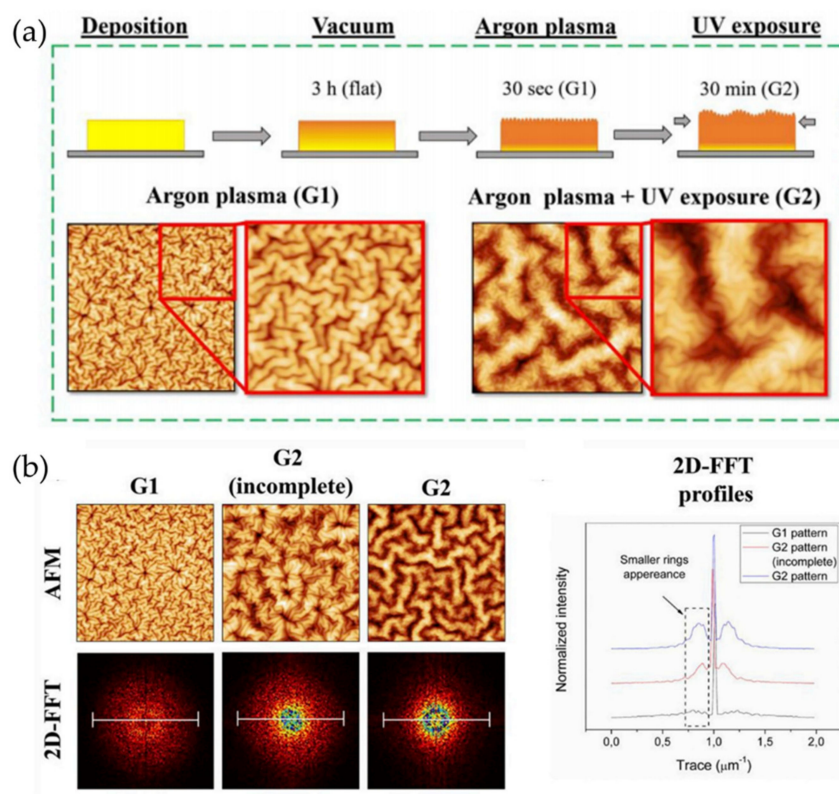 (a)
Deposition Vacuum Argon plasma UV exposure
3 h (flat) 30 sec (G1) 30 min (G2)
Argon plasma (G1) Argon plasma + UV exposure (G2)
(b)
G1
G2
(incomplete)
G2
AFM
2D-FFT
2D-FFT
profiles
G1 pattern
G2 pattern
(incomplete)
G2 pattern
Smaller rings
appereance
Normalized intensity
0,0 0,5 1,0 1,5 2,0
Trace (μm⁻¹)